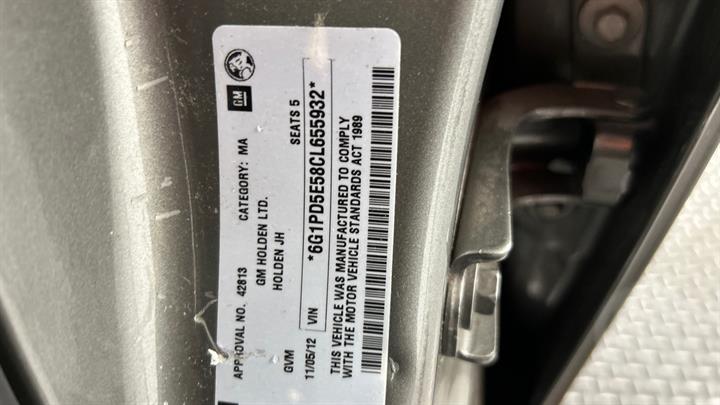 GM
APPROVAL NO. 42813 CATEGORY: MA
GM HOLDEN LTD.
HOLDEN JH
GVM SEATS 5
11/05/12 VIN *6G1PD5E58CL655932*
THIS VEHICLE WAS MANUFACTURED TO COMPLY
WITH THE MOTOR VEHICLE STANDARDS ACT 1989